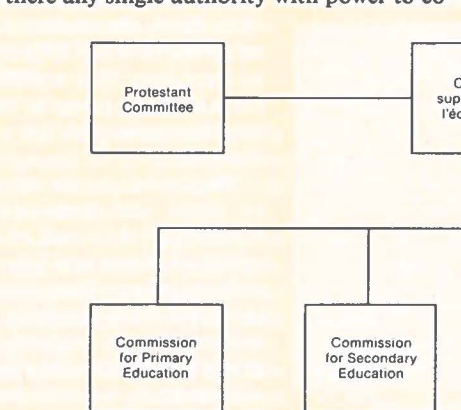 there any single authority with power to co-
Protestant
Committee
C
sup
l'éc
Commission
for Primary
Education
Commission
for Secondary
Education